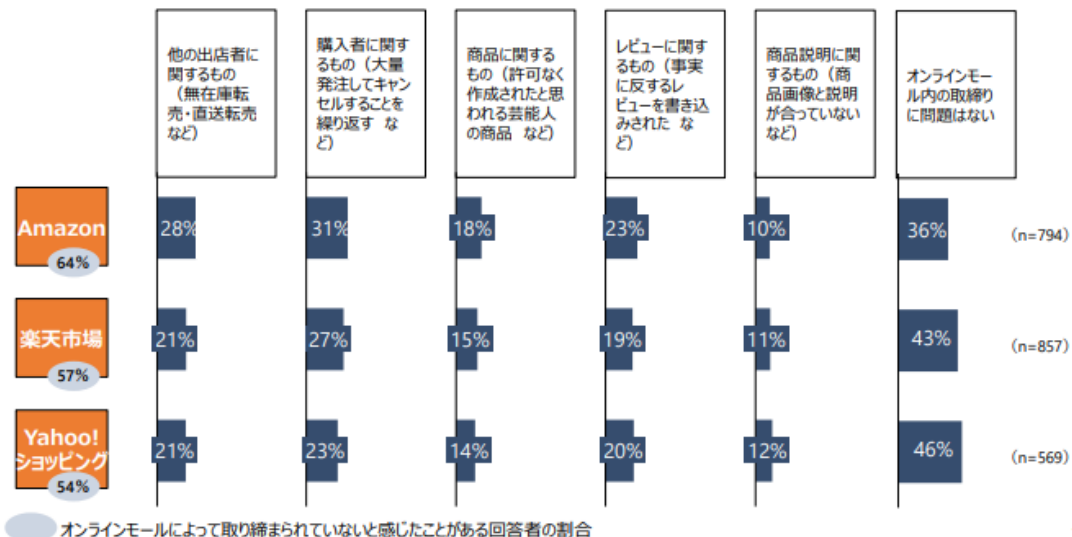 他の出店者に
関するもの
（無在庫転
売・直送転売
など）
購入者に関す
るもの（大量
発注してキャン
セルすることを
繰り返す な
ど）
商品に関する
もの（許可なく
作成されたと思
われる芸能人
の商品 など）
レビューに関す
るもの（事実
に反するレ
ビューを書き込
みされた な
ど）
商品説明に関
するもの（商
品画像と説明
が合っていない
など）
オンラインモー
ル内の取締り
に問題はない
Amazon
64%
28%
31%
18%
23%
10%
36%
（n=794）
楽天市場
57%
21%
27%
15%
19%
11%
43%
（n=857）
Yahoo!
ショッピング
54%
21%
23%
14%
20%
12%
46%
（n=569）
オンラインモールによって取り締まられていないと感じたことがある回答者の割合